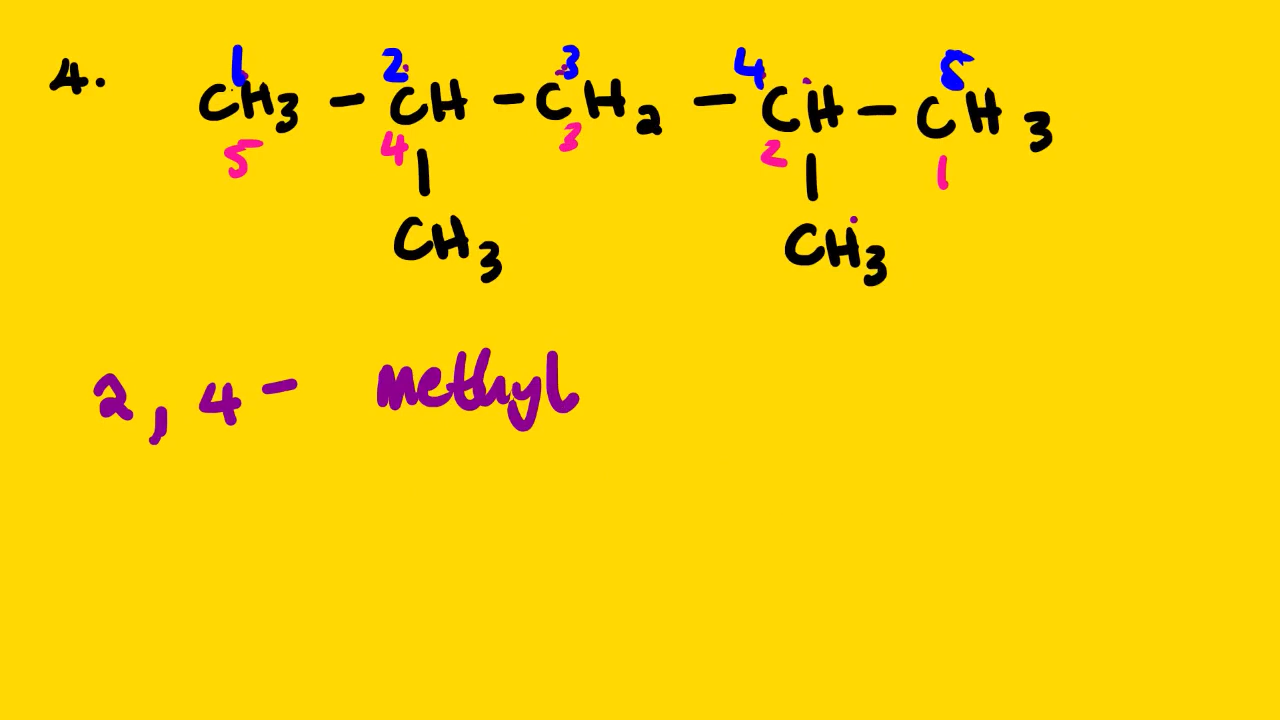 1 2 3 4 5
4. CH3 - CH - CH2 - CH - CH3
5 4 3 2 1
| |
CH3 CH3
2, 4 - methyl